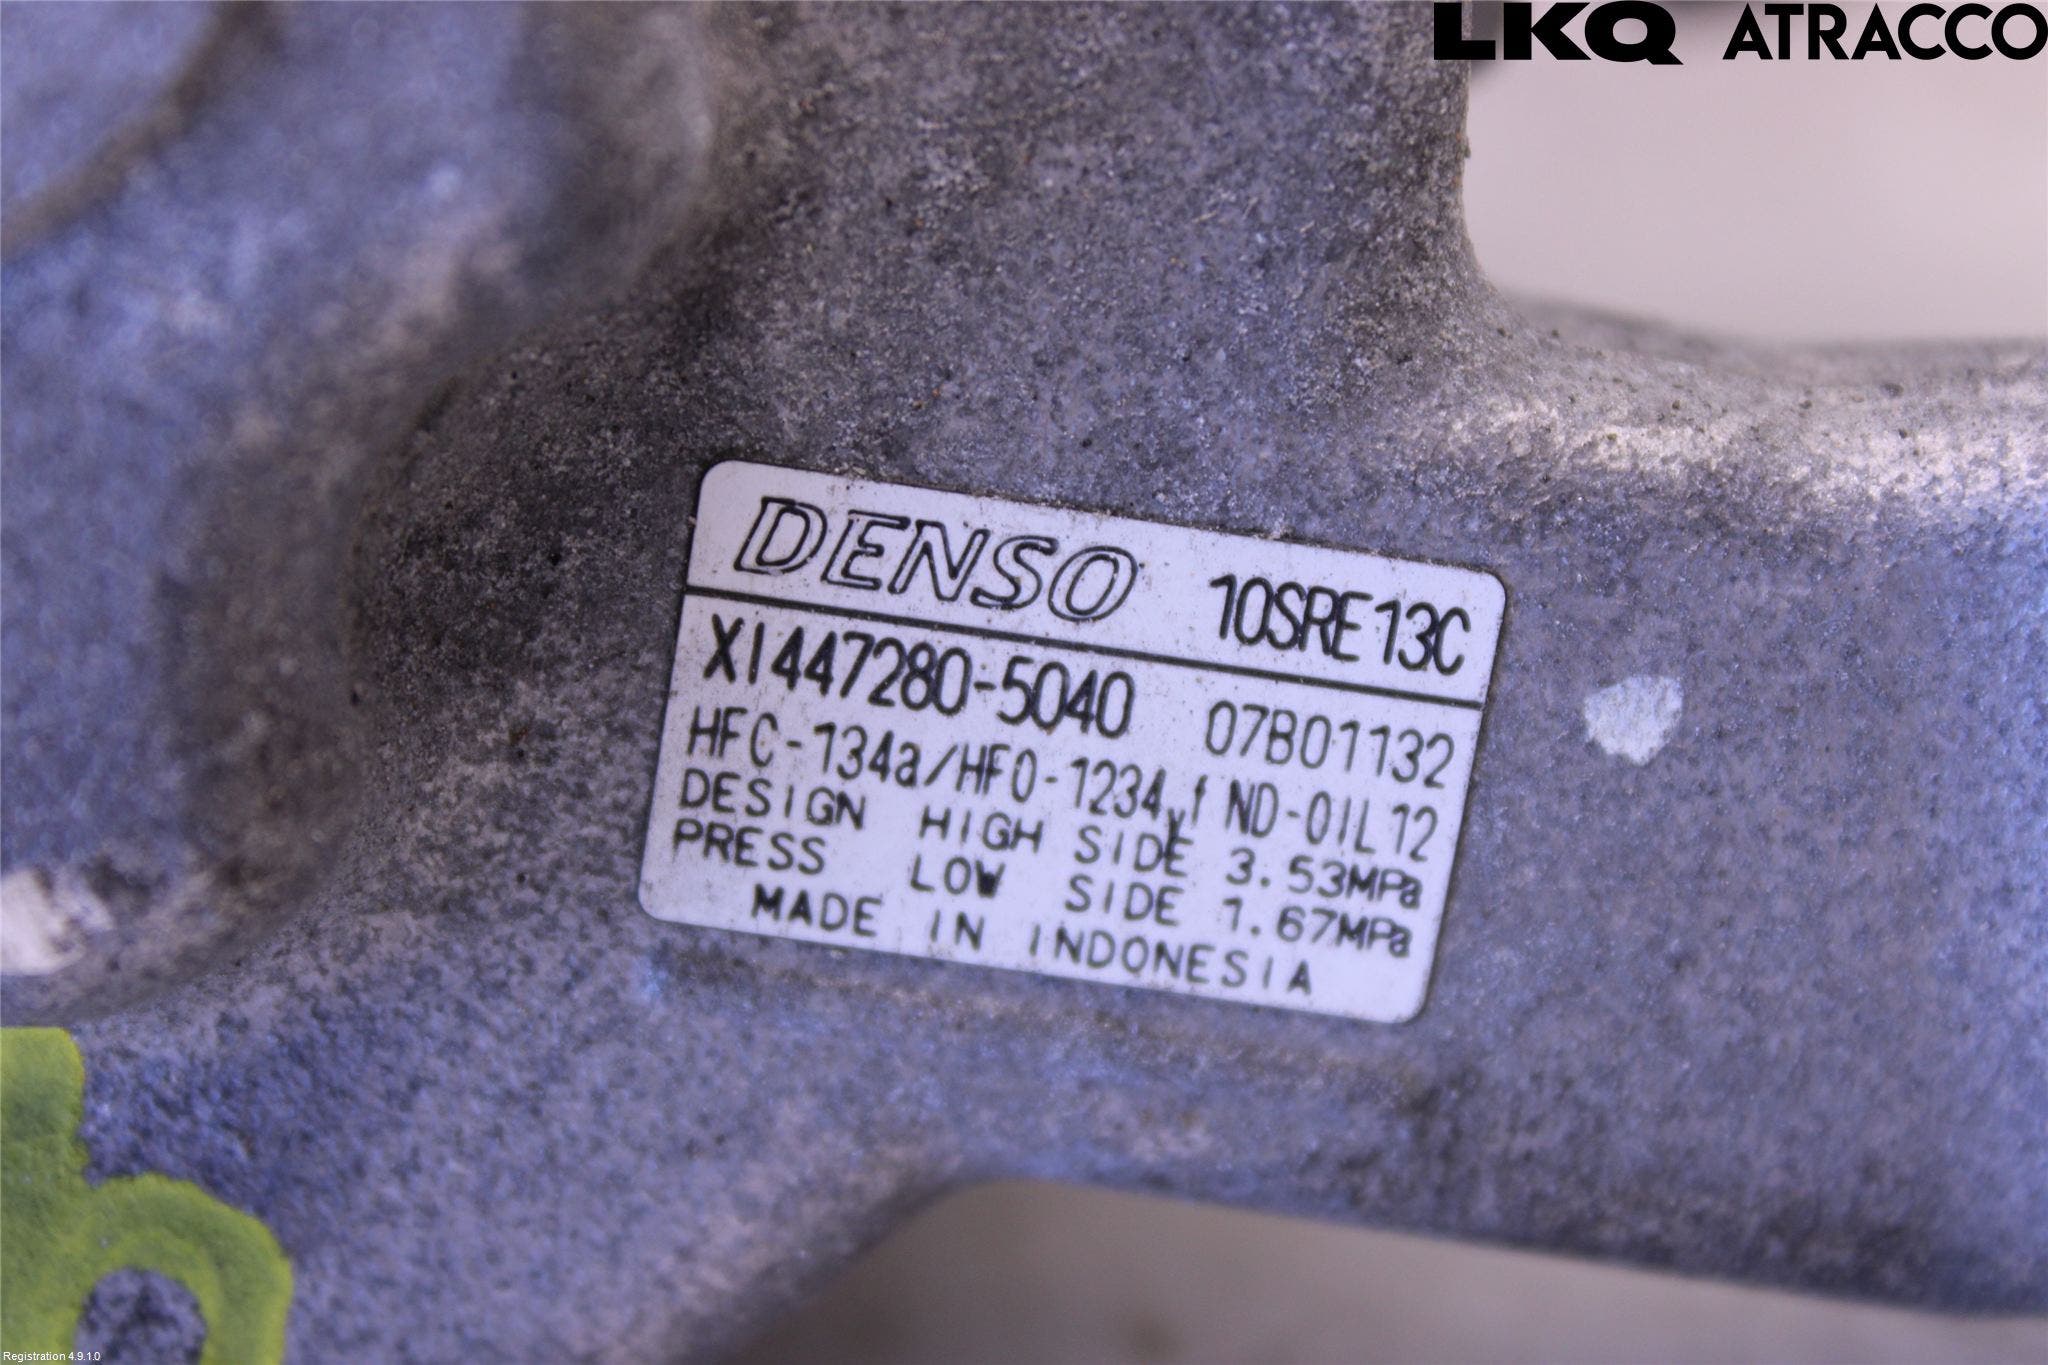 LKQ ATRACCO
DENSO 10SRE13C
XI447280-5040 07B01132
HFC-134a/HFO-1234yf ND-OIL12
DESIGN HIGH SIDE 3.53MPa
PRESS LOW SIDE 1.67MPa
MADE IN INDONESIA
Registration 4.9.1.0